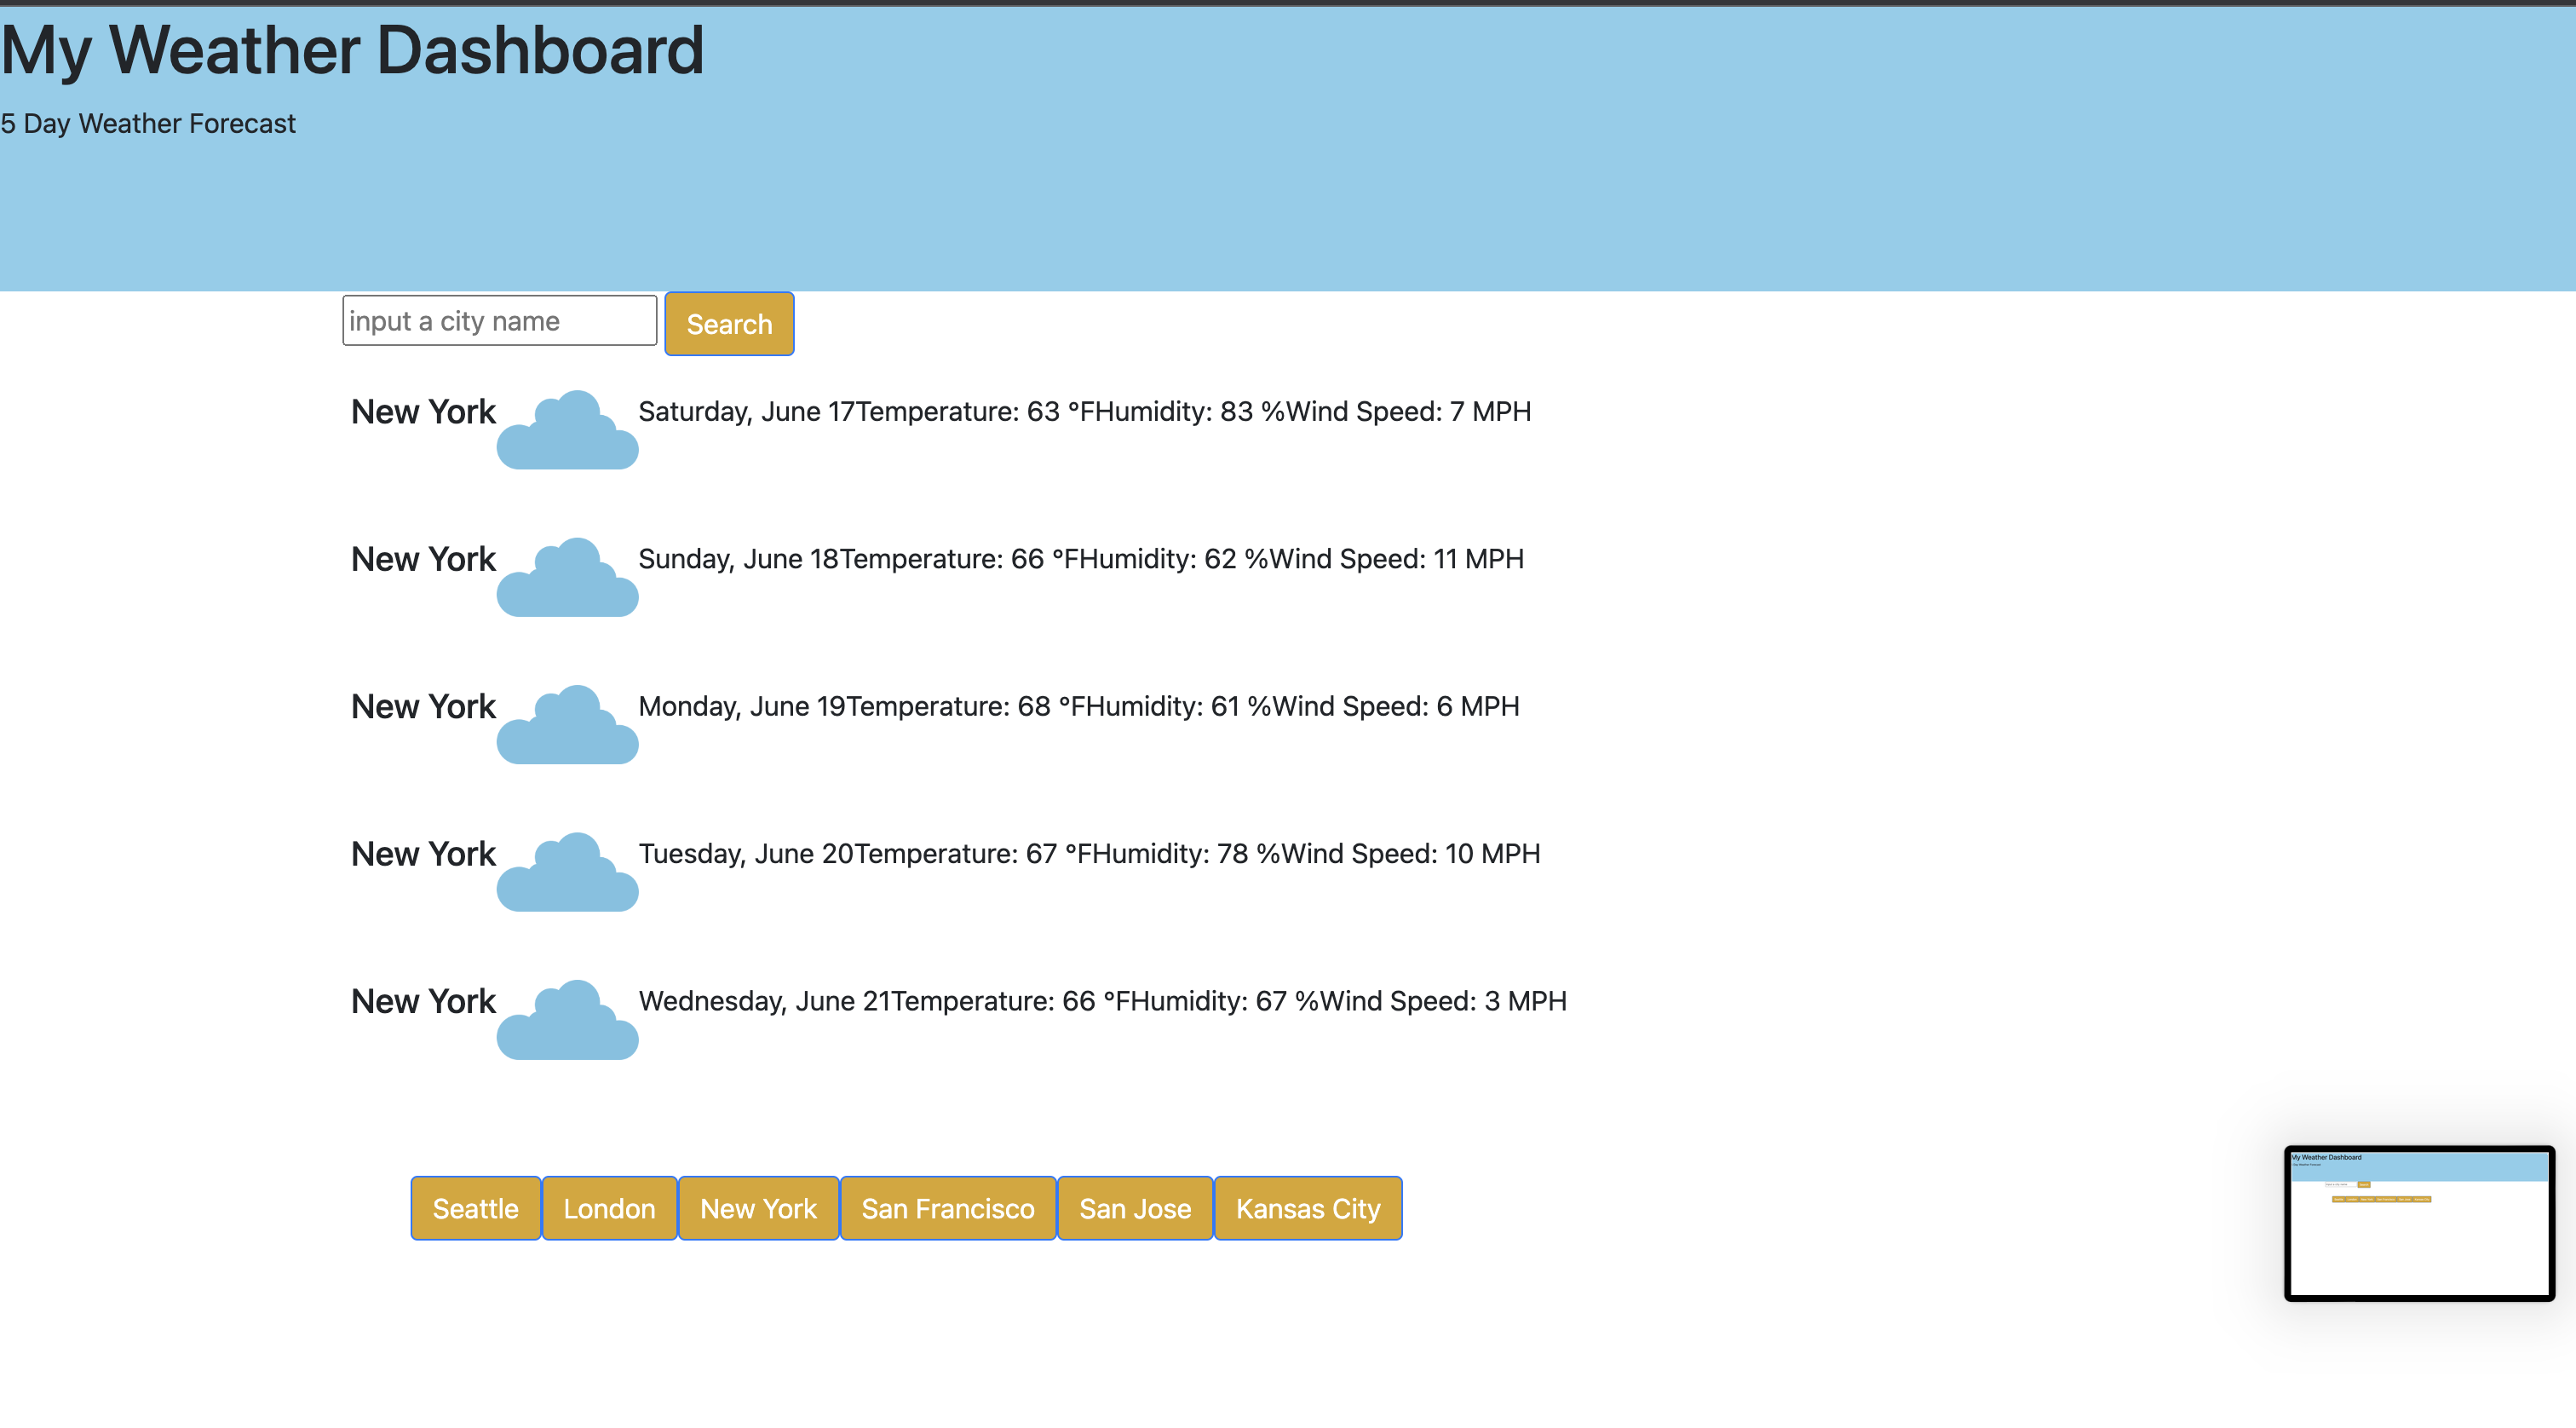 My Weather Dashboard
5 Day Weather Forecast
input a city name Search
New York Saturday, June 17Temperature: 63 °FHumidity: 83 %Wind Speed: 7 MPH
New York Sunday, June 18Temperature: 66 °FHumidity: 62 %Wind Speed: 11 MPH
New York Monday, June 19Temperature: 68 °FHumidity: 61 %Wind Speed: 6 MPH
New York Tuesday, June 20Temperature: 67 °FHumidity: 78 %Wind Speed: 10 MPH
New York Wednesday, June 21Temperature: 66 °FHumidity: 67 %Wind Speed: 3 MPH
Seattle London New York San Francisco San Jose Kansas City
My Weather Dashboard